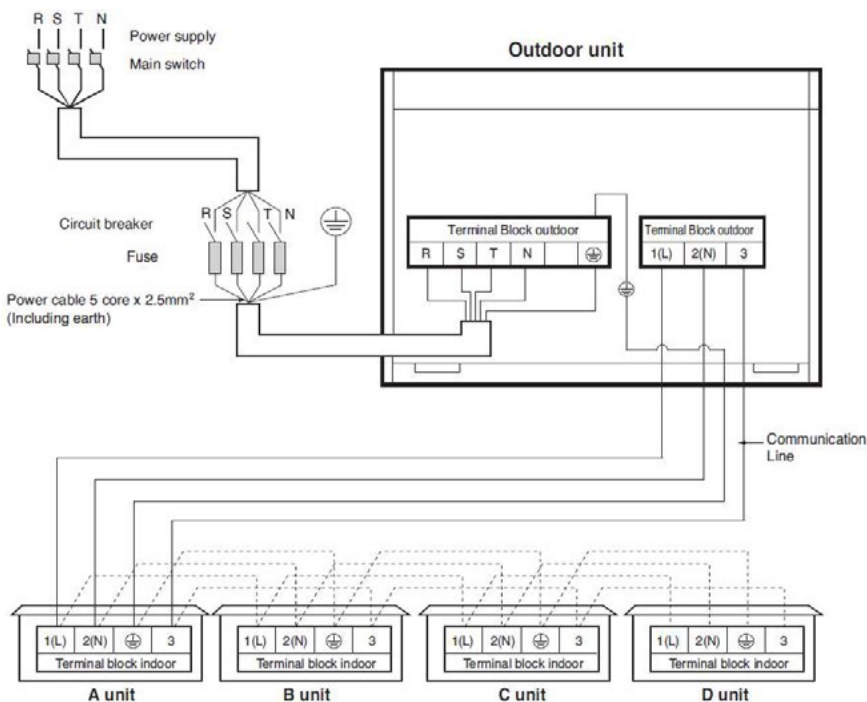 R S T N
Power supply
Main switch
Outdoor unit
R S T N
Circuit breaker
Fuse
Power cable 5 core x 2.5mm²
(Including earth)
Terminal Block outdoor
R S T N
Terminal Block outdoor
1(L) 2(N) 3
Communication
Line
1(L) 2(N) 3
Terminal block indoor
A unit
1(L) 2(N) 3
Terminal block indoor
B unit
1(L) 2(N) 3
Terminal block indoor
C unit
1(L) 2(N) 3
Terminal block indoor
D unit